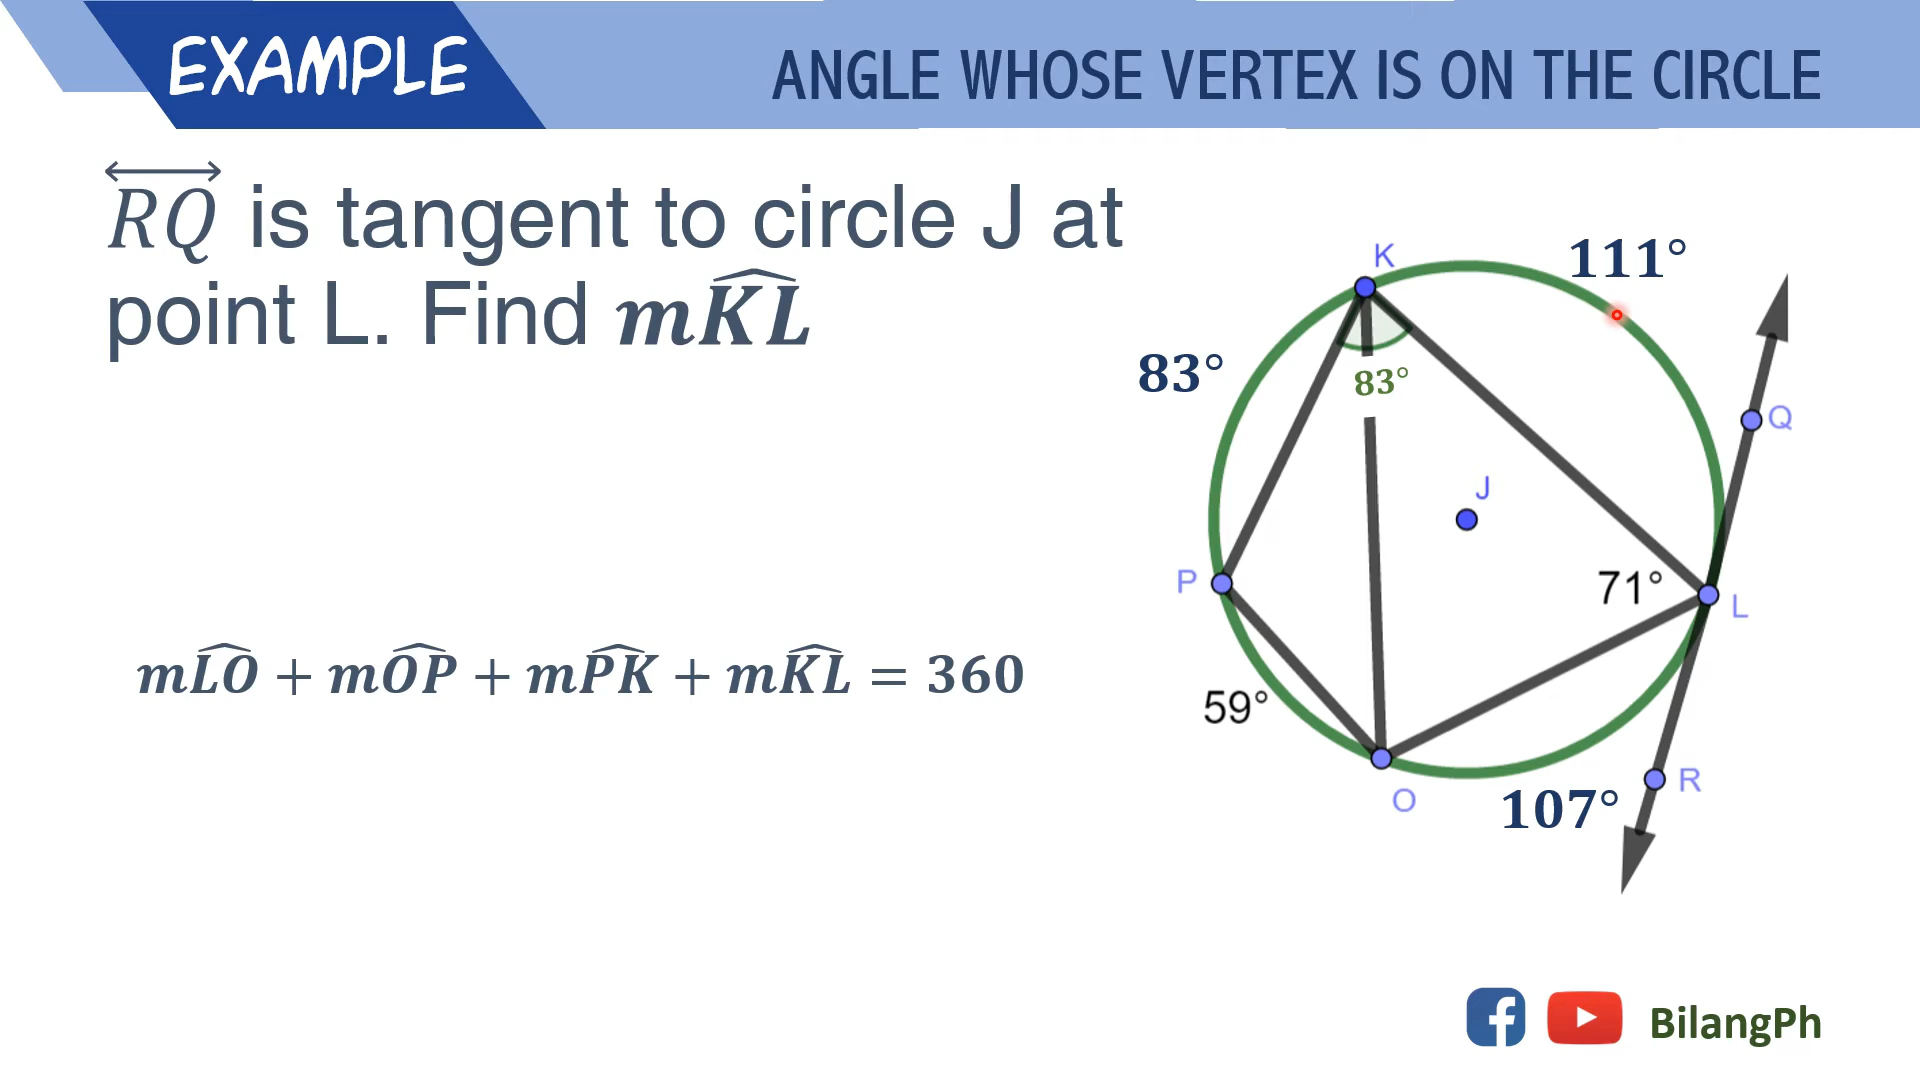 EXAMPLE
ANGLE WHOSE VERTEX IS ON THE CIRCLE
RQ is tangent to circle J at
point L. Find mKL
mLO + mOP + mPK + mKL = 360
K
111°
83°
83°
Q
J
P
71°
L
59°
O
107°
R
BilangPh